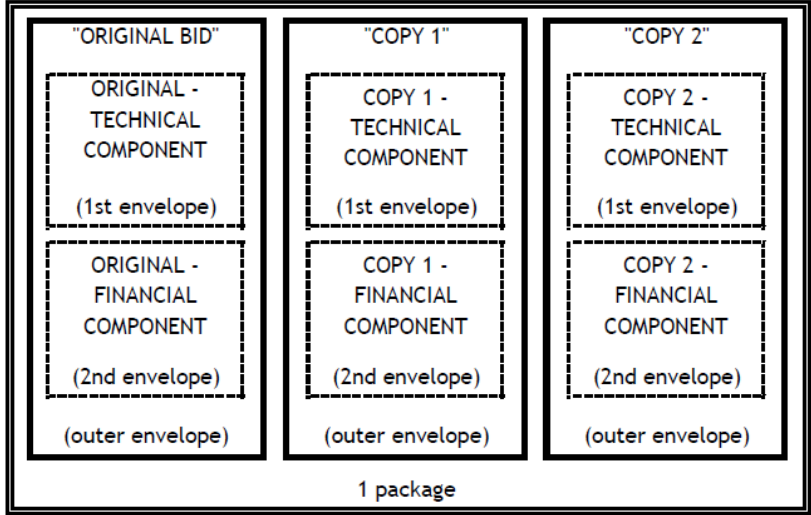 "ORIGINAL BID"
ORIGINAL -
TECHNICAL
COMPONENT
(1st envelope)
ORIGINAL -
FINANCIAL
COMPONENT
(2nd envelope)
(outer envelope)
"COPY 1"
COPY 1 -
TECHNICAL
COMPONENT
(1st envelope)
COPY 1 -
FINANCIAL
COMPONENT
(2nd envelope)
(outer envelope)
"COPY 2"
COPY 2 -
TECHNICAL
COMPONENT
(1st envelope)
COPY 2 -
FINANCIAL
COMPONENT
(2nd envelope)
(outer envelope)
1 package